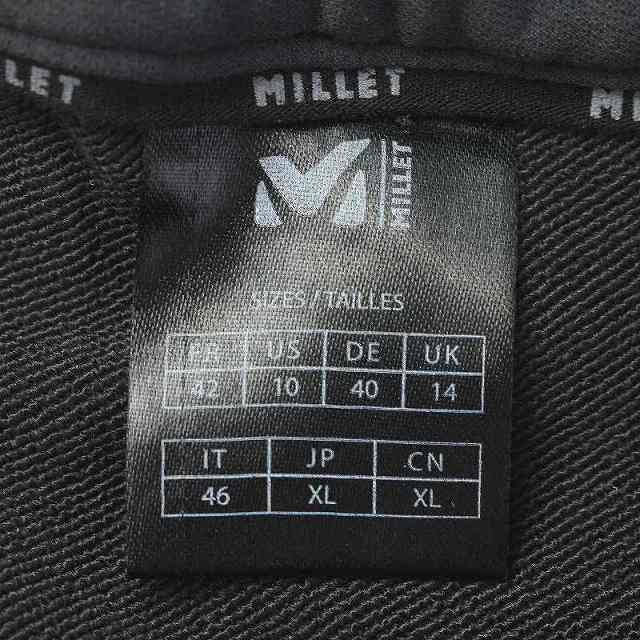 MILLET MILLET MI
MILLET
SIZES/TAILLES
FR US DE UK
42 10 40 14
IT JP CN
46 XL XL